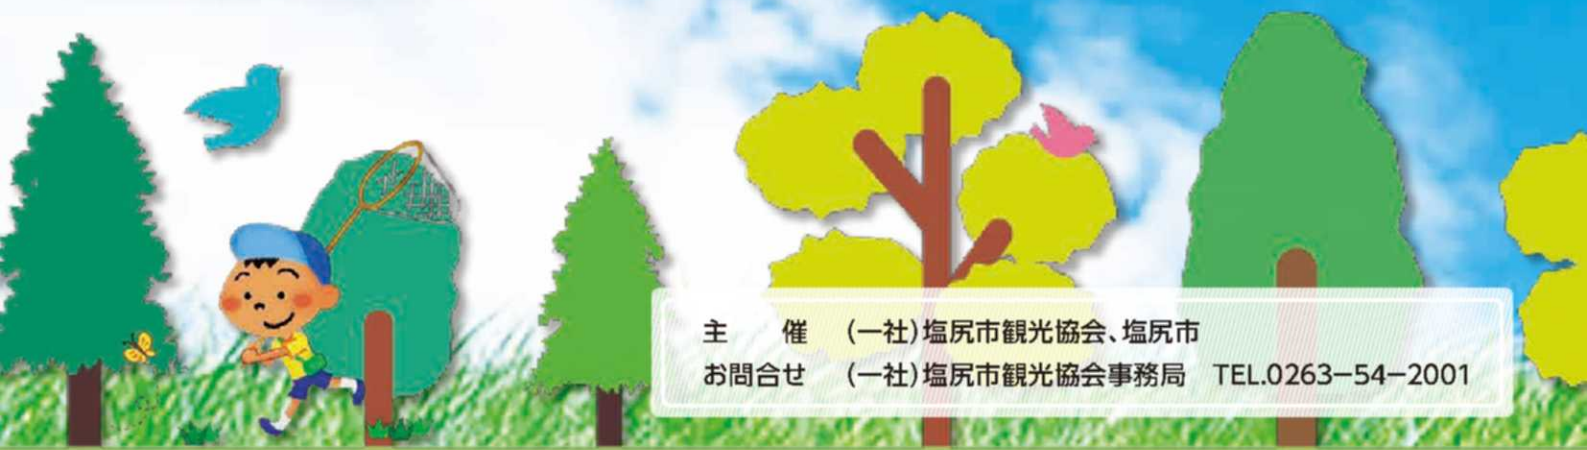 主　　催　(一社)塩尻市観光協会、塩尻市
お問合せ　(一社)塩尻市観光協会事務局　TEL.0263−54−2001